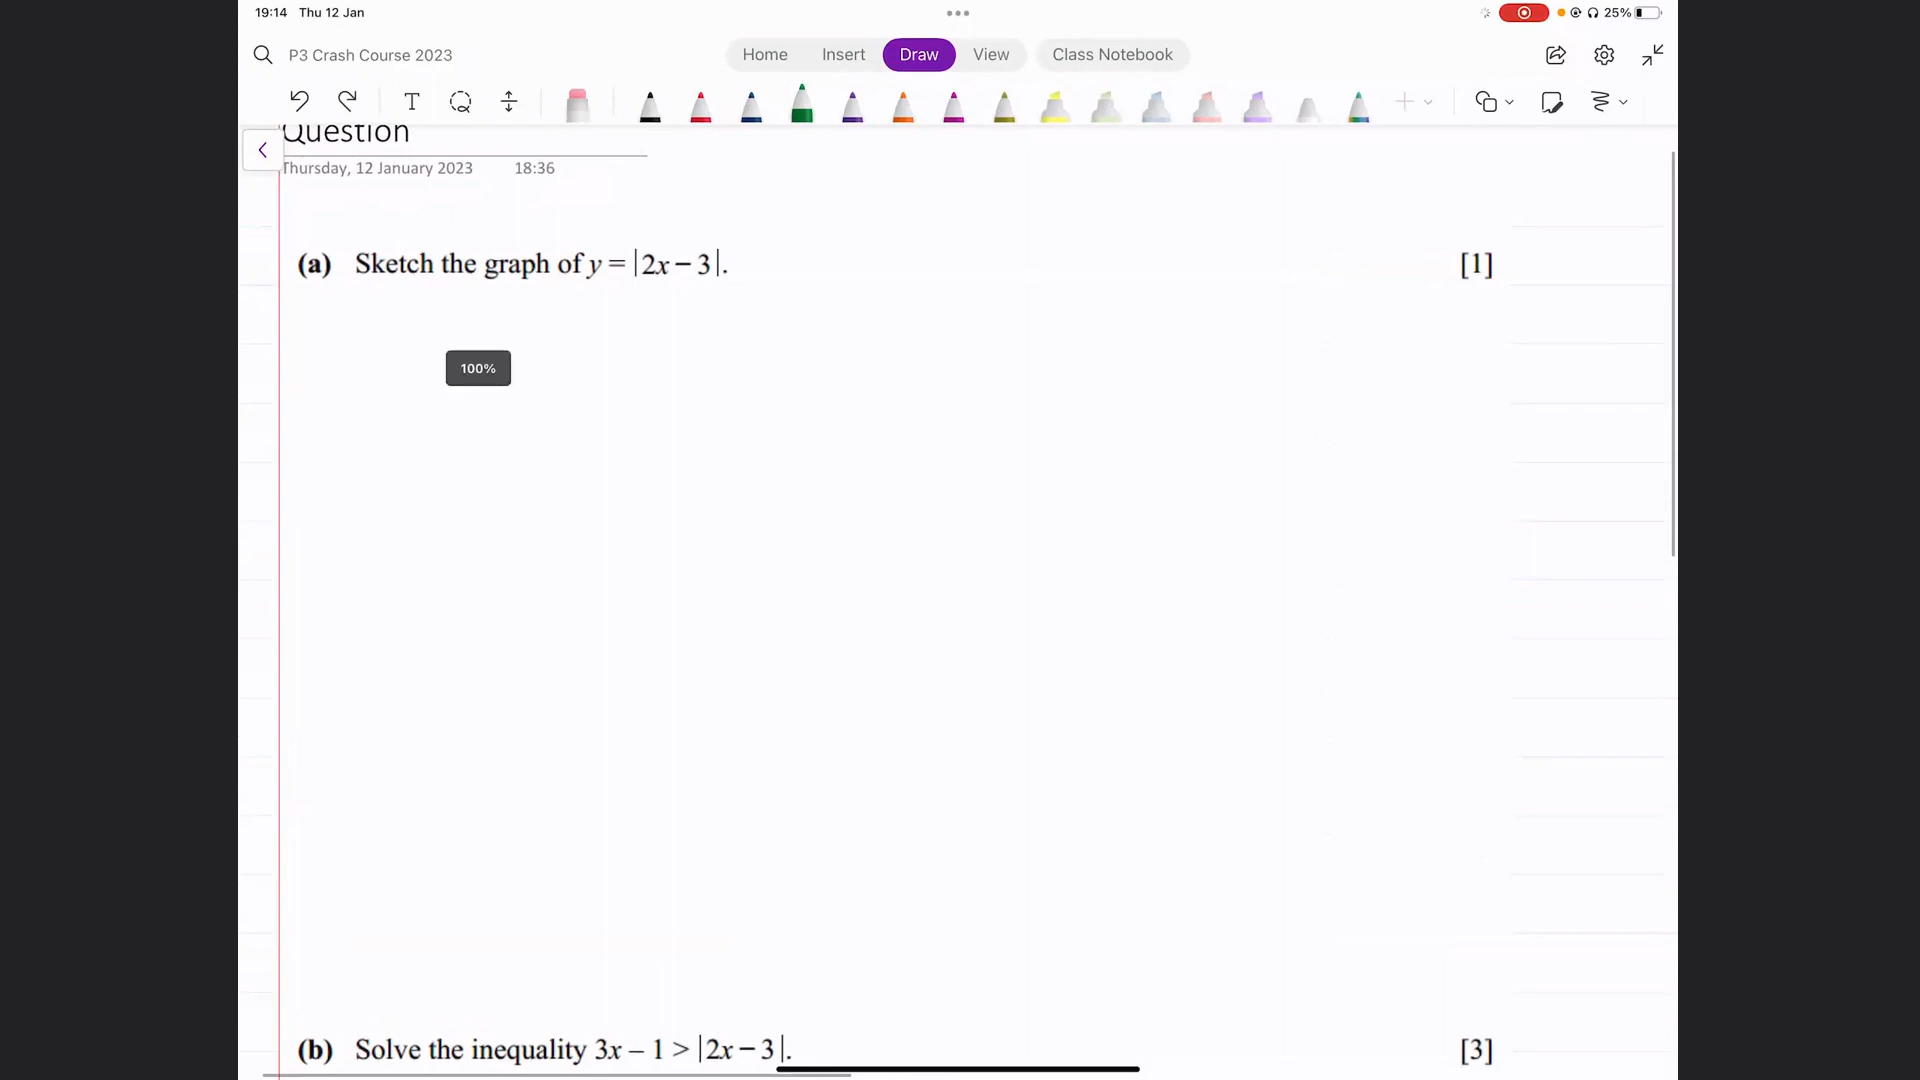 19:14 Thu 12 Jan
25%
P3 Crash Course 2023
Home Insert Draw View Class Notebook
T
Question
Thursday, 12 January 2023 18:36
(a) Sketch the graph of y = |2x − 3|. [1]
100%
(b) Solve the inequality 3x – 1 > |2x − 3|. [3]